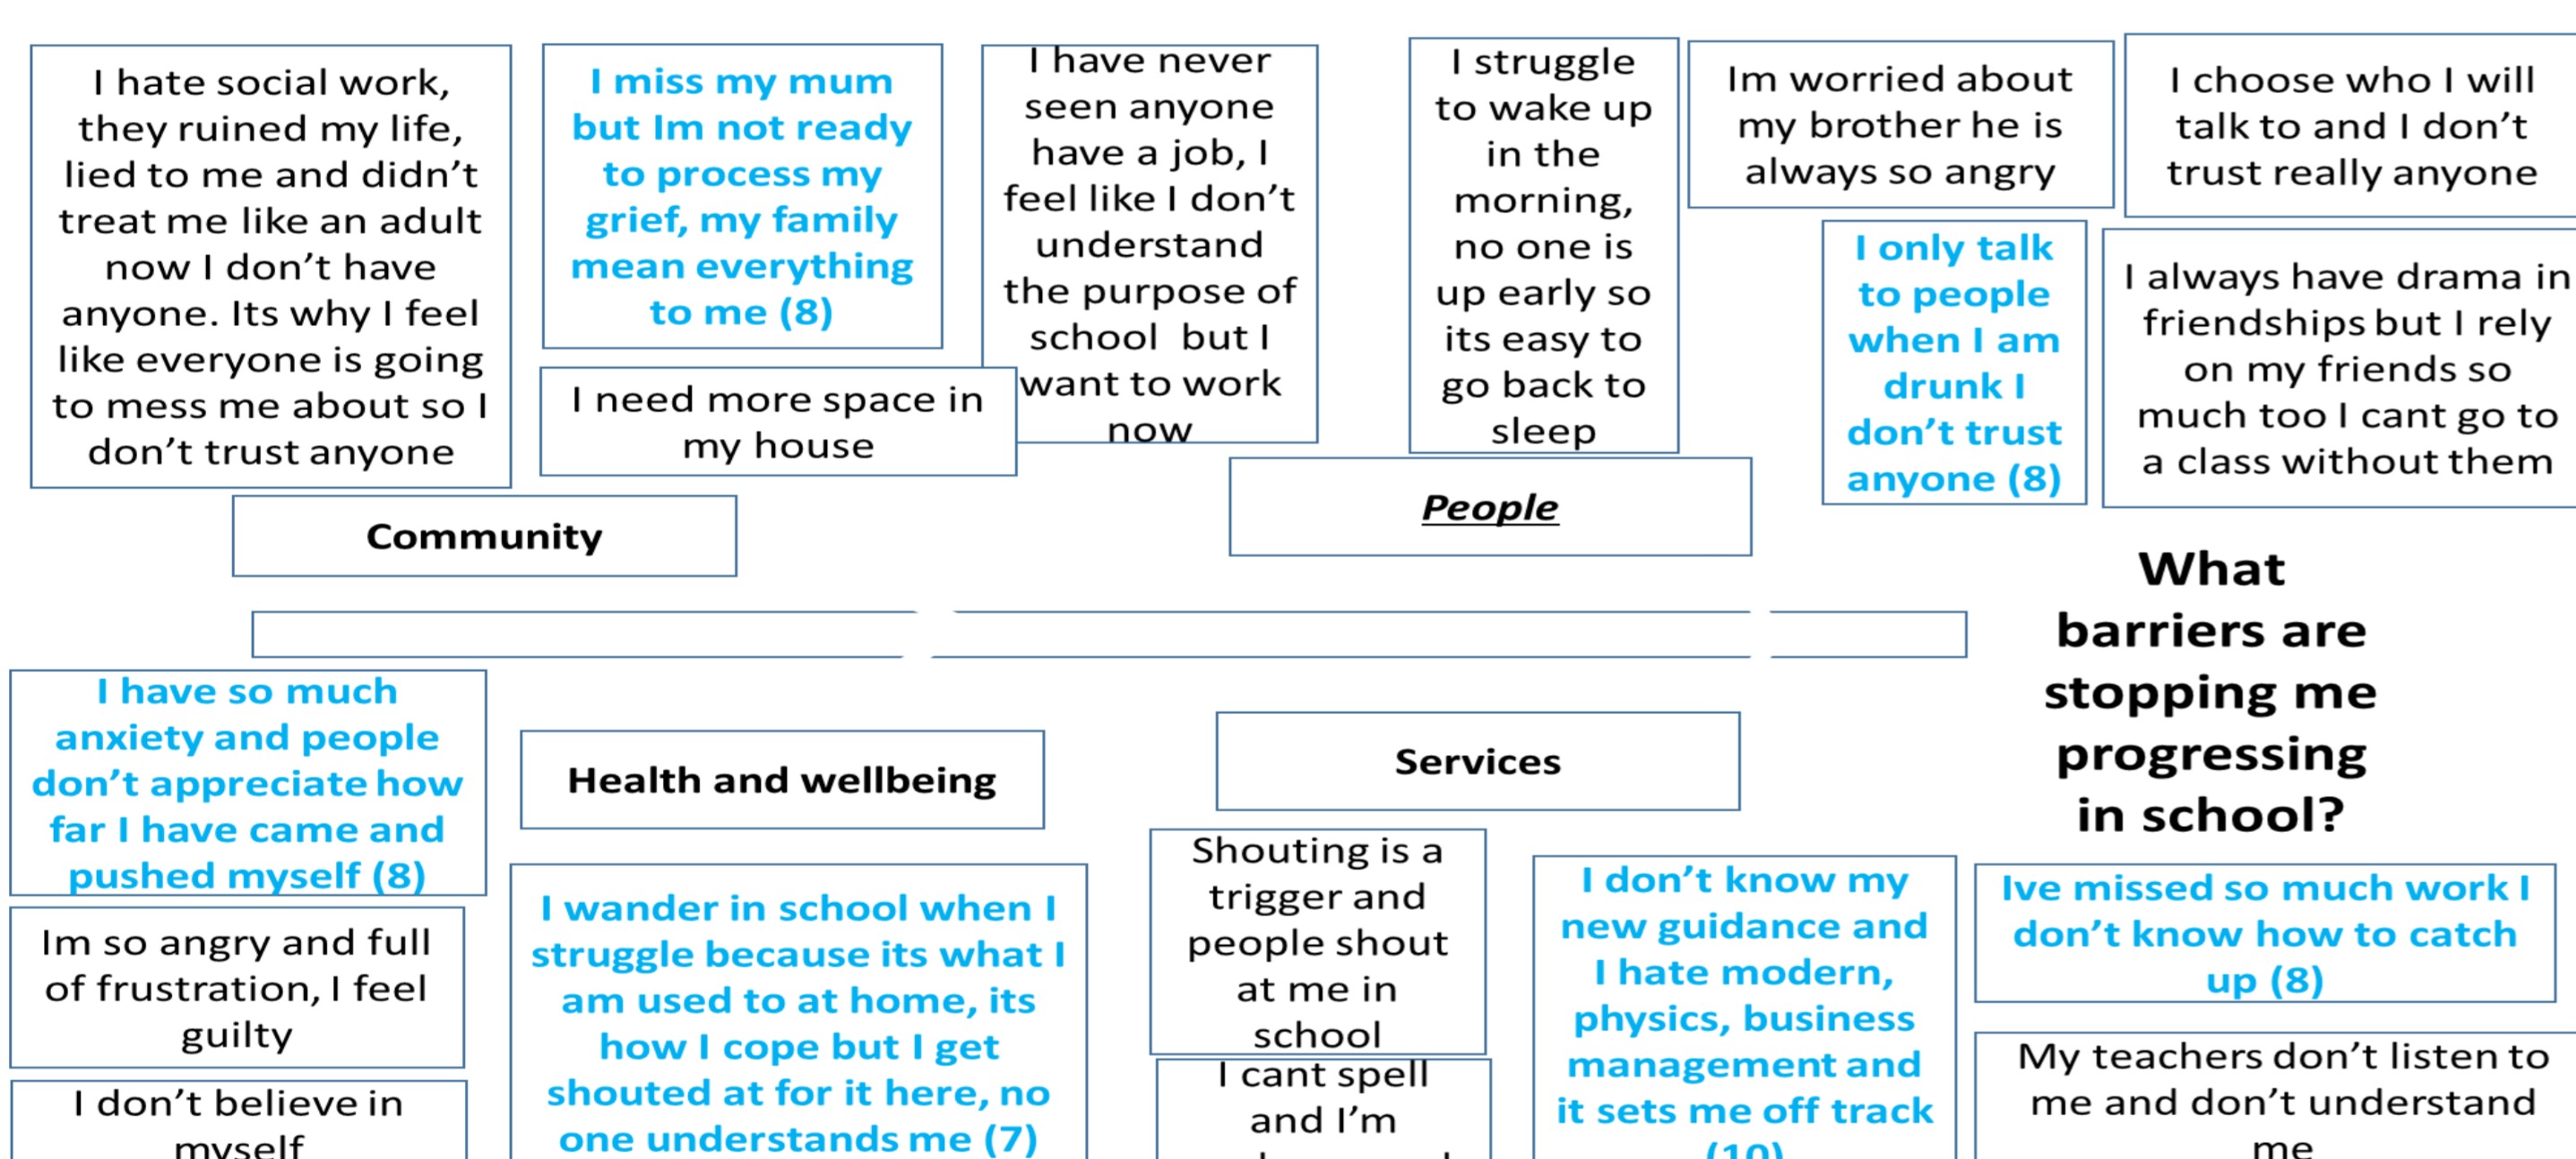 I hate social work,
they ruined my life,
lied to me and didn’t
treat me like an adult
now I don’t have
anyone. Its why I feel
like everyone is going
to mess me about so I
don’t trust anyone
I miss my mum
but Im not ready
to process my
grief, my family
mean everything
to me (8)
I need more space in
my house
I have never
seen anyone
have a job, I
feel like I don’t
understand
the purpose of
school but I
want to work
now
I struggle
to wake up
in the
morning,
no one is
up early so
its easy to
go back to
sleep
Im worried about
my brother he is
always so angry
I choose who I will
talk to and I don’t
trust really anyone
I only talk
to people
when I am
drunk I
don’t trust
anyone (8)
I always have drama in
friendships but I rely
on my friends so
much too I cant go to
a class without them
Community
People
What
barriers are
stopping me
progressing
in school?
I have so much
anxiety and people
don’t appreciate how
far I have came and
pushed myself (8)
Im so angry and full
of frustration, I feel
guilty
I don’t believe in
myself
Health and wellbeing
I wander in school when I
struggle because its what I
am used to at home, its
how I cope but I get
shouted at for it here, no
one understands me (7)
Services
Shouting is a
trigger and
people shout
at me in
school
I cant spell
and I’m
I don’t know my
new guidance and
I hate modern,
physics, business
management and
it sets me off track
(10)
Ive missed so much work I
don’t know how to catch
up (8)
My teachers don’t listen to
me and don’t understand
me